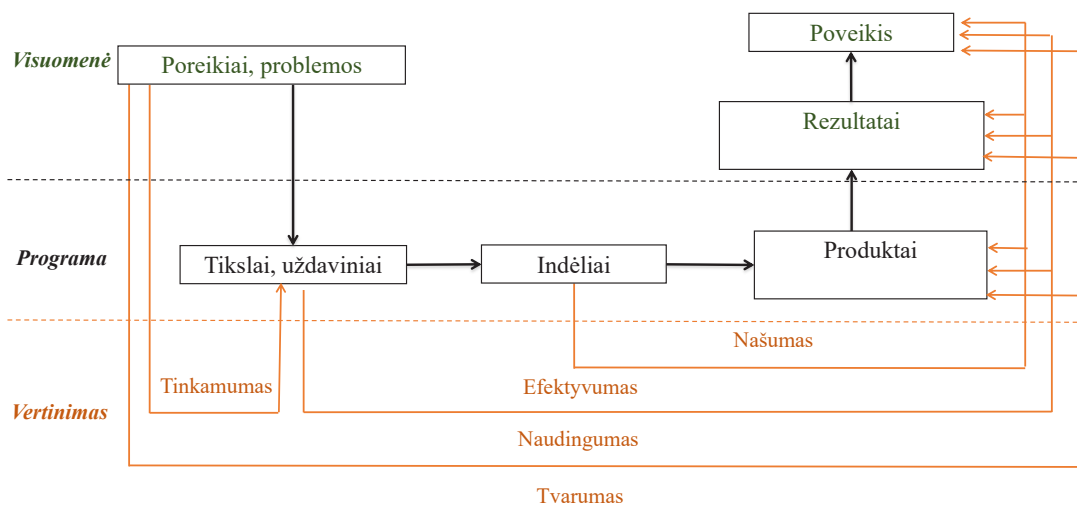 Poveikis
Visuomenė
Poreikiai, problemos
Rezultatai
Programa
Tikslai, uždaviniai
Indėliai
Produktai
Našumas
Tinkamumas
Efektyvumas
Vertinimas
Naudingumas
Tvarumas